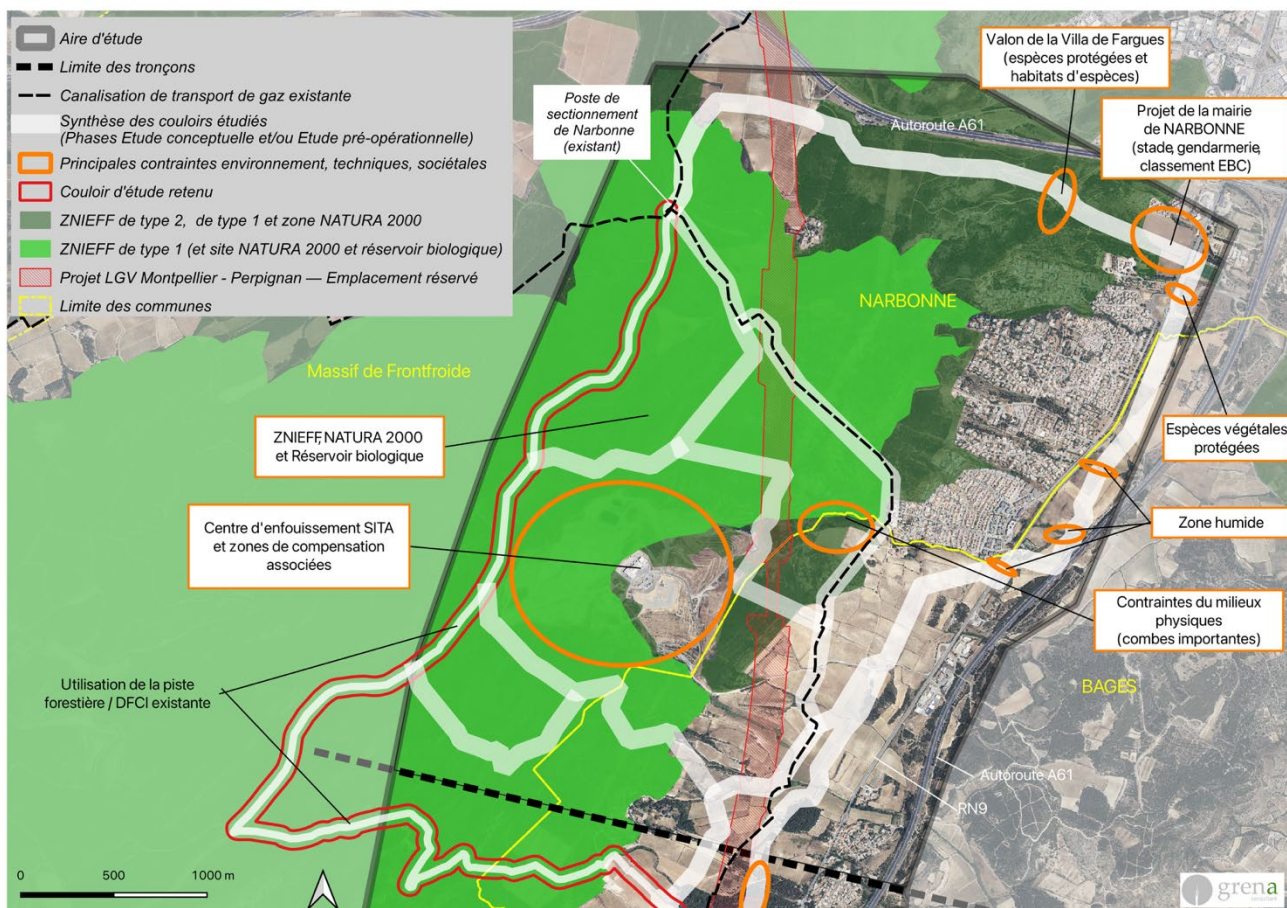 Aire d'étude
Limite des tronçons
Canalisation de transport de gaz existante
Synthèse des couloirs étudiés
(Phases Etude conceptuelle et/ou Etude pré-opérationnelle)
Principales contraintes environnement, techniques, sociétales
Couloir d'étude retenu
ZNIEFF de type 2, de type 1 et zone NATURA 2000
ZNIEFF de type 1 (et site NATURA 2000 et réservoir biologique)
Projet LGV Montpellier - Perpignan — Emplacement réservé
Limite des communes
Valon de la Villa de Fargues
(espèces protégées et
habitats d'espèces)
Poste de
sectionnement
de Narbonne
(existant)
Autoroute A61
Projet de la mairie
de NARBONNE
(stade, gendarmerie,
classement EBC)
NARBONNE
Massif de Frontfroide
ZNIEFF, NATURA 2000
et Réservoir biologique
Espèces végétales
protégées
Centre d'enfouissement SITA
et zones de compensation
associées
Zone humide
Contraintes du milieu
physiques
(combes importantes)
Utilisation de la piste
forestière / DFCI existante
BAGES
Autoroute A61
RN9
0 500 1000 m
grena